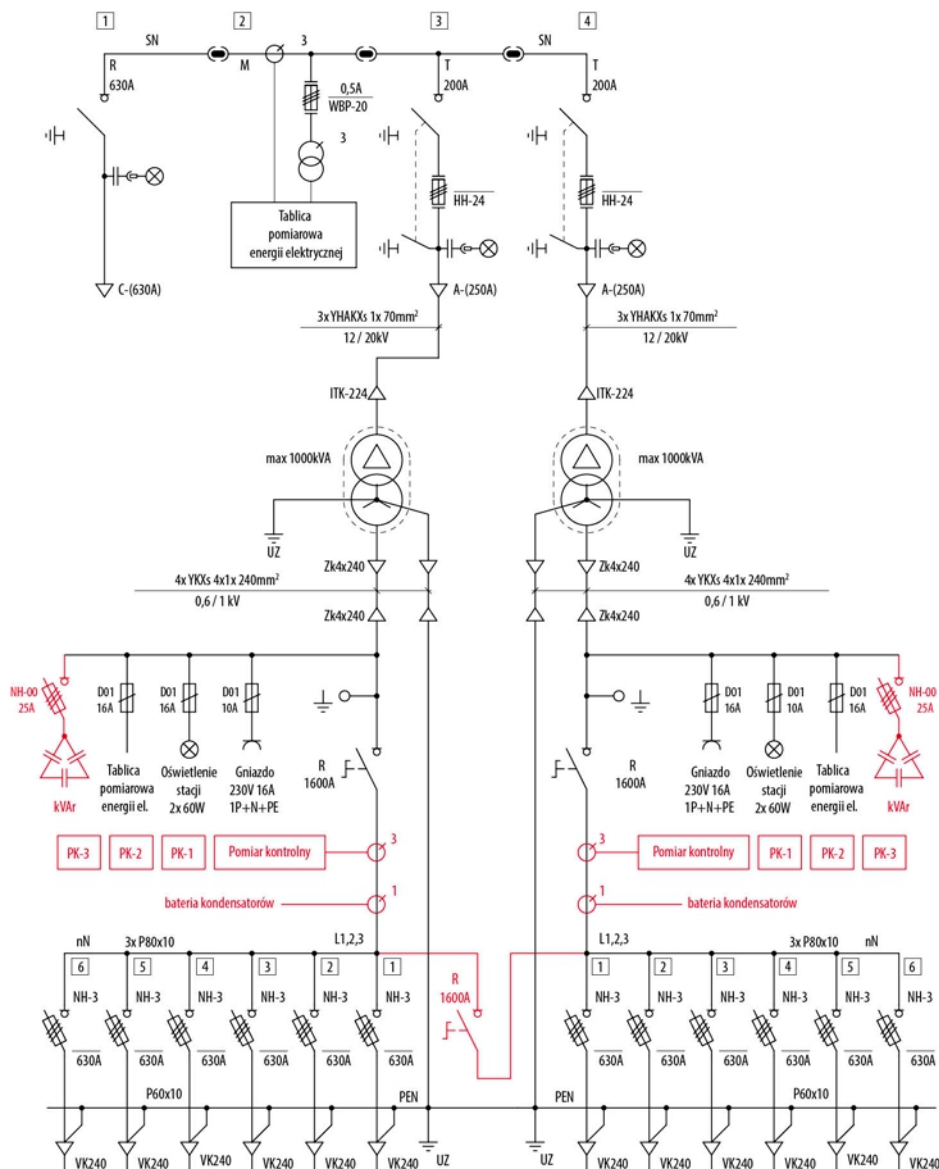 1 2 3 4
SN 3 SN
R M T T
630A 200A 200A
0,5A
WBP-20
3
HH-24 HH-24
Tablica
pomiarowa
energii elektrycznej
C-(630A) A-(250A) A-(250A)
3x YHAKXs 1x 70mm² 3x YHAKXs 1x 70mm²
12 / 20kV 12 / 20kV
ITK-224 ITK-224
max 1000kVA max 1000kVA
UZ UZ
Zk4x240 Zk4x240
4x YKXs 4x1x 240mm² 4x YKXs 4x1x 240mm²
0,6 / 1 kV 0,6 / 1 kV
Zk4x240 Zk4x240
NH-00 D01 D01 D01 D01 D01 D01 NH-00
25A 16A 16A 10A 16A 10A 16A 25A
R R
1600A 1600A
Tablica Oświetlenie Gniazdo Gniazdo Oświetlenie Tablica
pomiarowa stacji 230V 16A 230V 16A stacji pomiarowa
energii el. 2x 60W 1P+N+PE 1P+N+PE 2x 60W energii el.
kVAr kVAr
3 3
PK-3 PK-2 PK-1 Pomiar kontrolny Pomiar kontrolny PK-1 PK-2 PK-3
1 1
bateria kondensatorów bateria kondensatorów
nN 3x P80x10 L1,2,3 L1,2,3 3x P80x10 nN
6 5 4 3 2 1 1 2 3 4 5 6
R
1600A
NH-3 NH-3 NH-3 NH-3 NH-3 NH-3 NH-3 NH-3 NH-3 NH-3 NH-3 NH-3
630A 630A 630A 630A 630A 630A 630A 630A 630A 630A 630A 630A
P60x10 PEN PEN P60x10
VK240 VK240 VK240 VK240 VK240 VK240 UZ UZ VK240 VK240 VK240 VK240 VK240 VK240